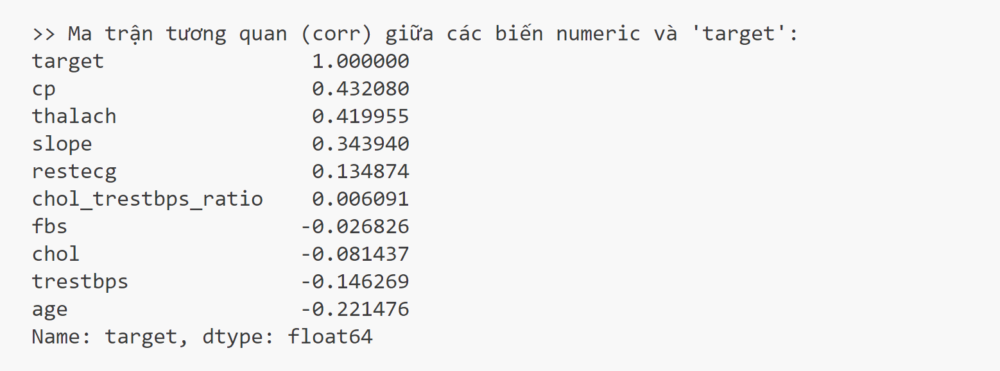 >> Ma trận tương quan (corr) giữa các biến numeric và 'target':
target 1.000000
cp 0.432080
thalach 0.419955
slope 0.343940
restecg 0.134874
chol_trestbps_ratio 0.006091
fbs -0.026826
chol -0.081437
trestbps -0.146269
age -0.221476
Name: target, dtype: float64